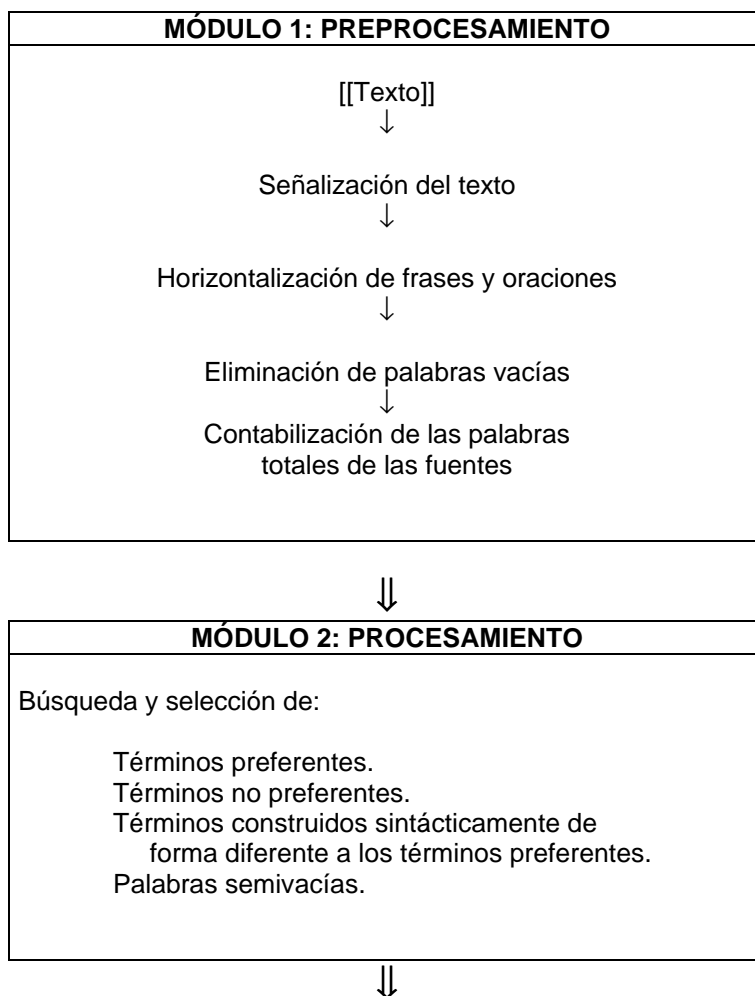 MÓDULO 1: PREPROCESAMIENTO
[[Texto]]
↓
Señalización del texto
↓
Horizontalización de frases y oraciones
↓
Eliminación de palabras vacías
↓
Contabilización de las palabras
totales de las fuentes
⇓
MÓDULO 2: PROCESAMIENTO
Búsqueda y selección de:
Términos preferentes.
Términos no preferentes.
Términos construidos sintácticamente de
forma diferente a los términos preferentes.
Palabras semivacías.
⇓